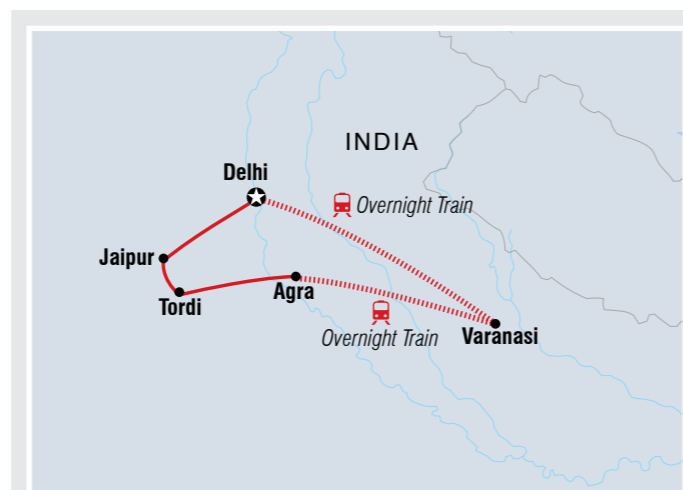 INDIA
Delhi
Overnight Train
Jaipur
Agra
Tordi
Overnight Train
Varanasi